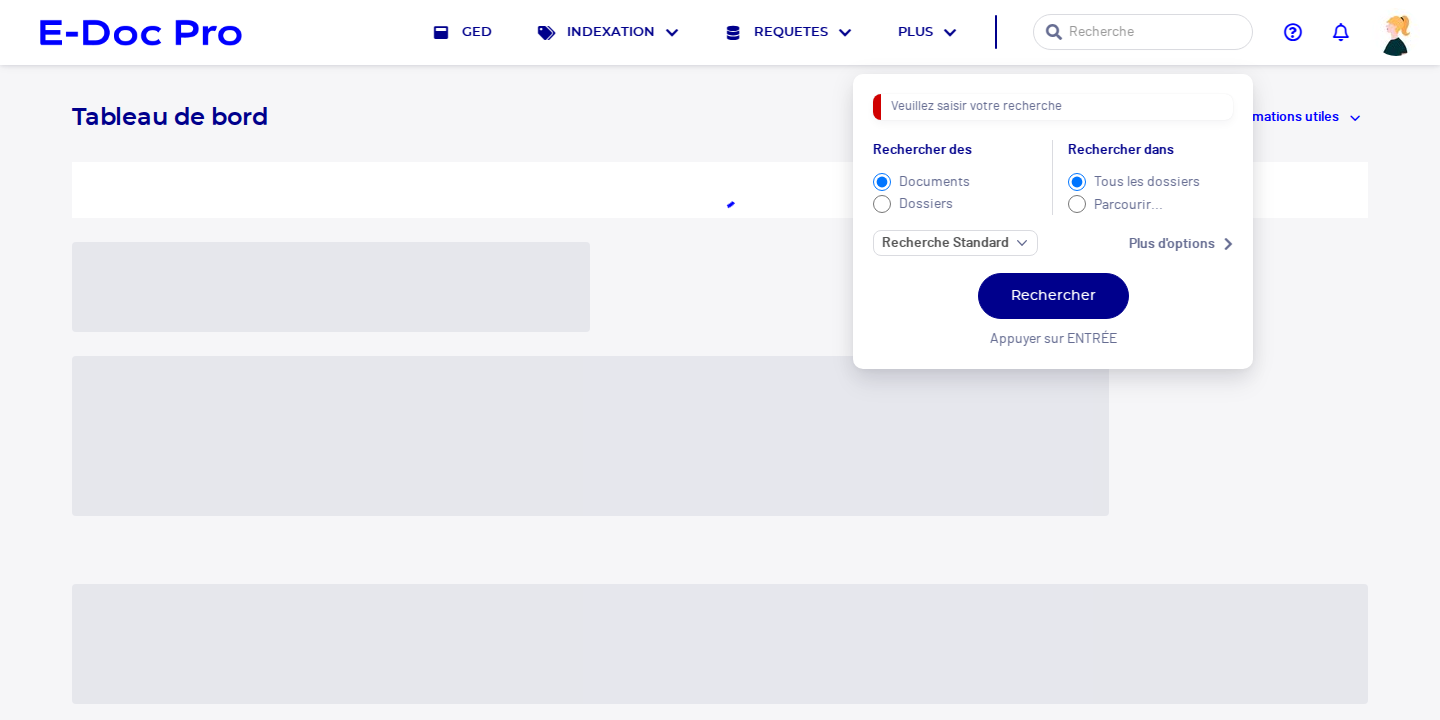 E-Doc Pro
GED
INDEXATION
REQUETES
PLUS
Recherche
Tableau de bord
mations utiles
Veuillez saisir votre recherche
Rechercher des
Documents
Dossiers
Rechercher dans
Tous les dossiers
Parcourir...
Recherche Standard
Plus d'options
Rechercher
Appuyer sur ENTRÉE